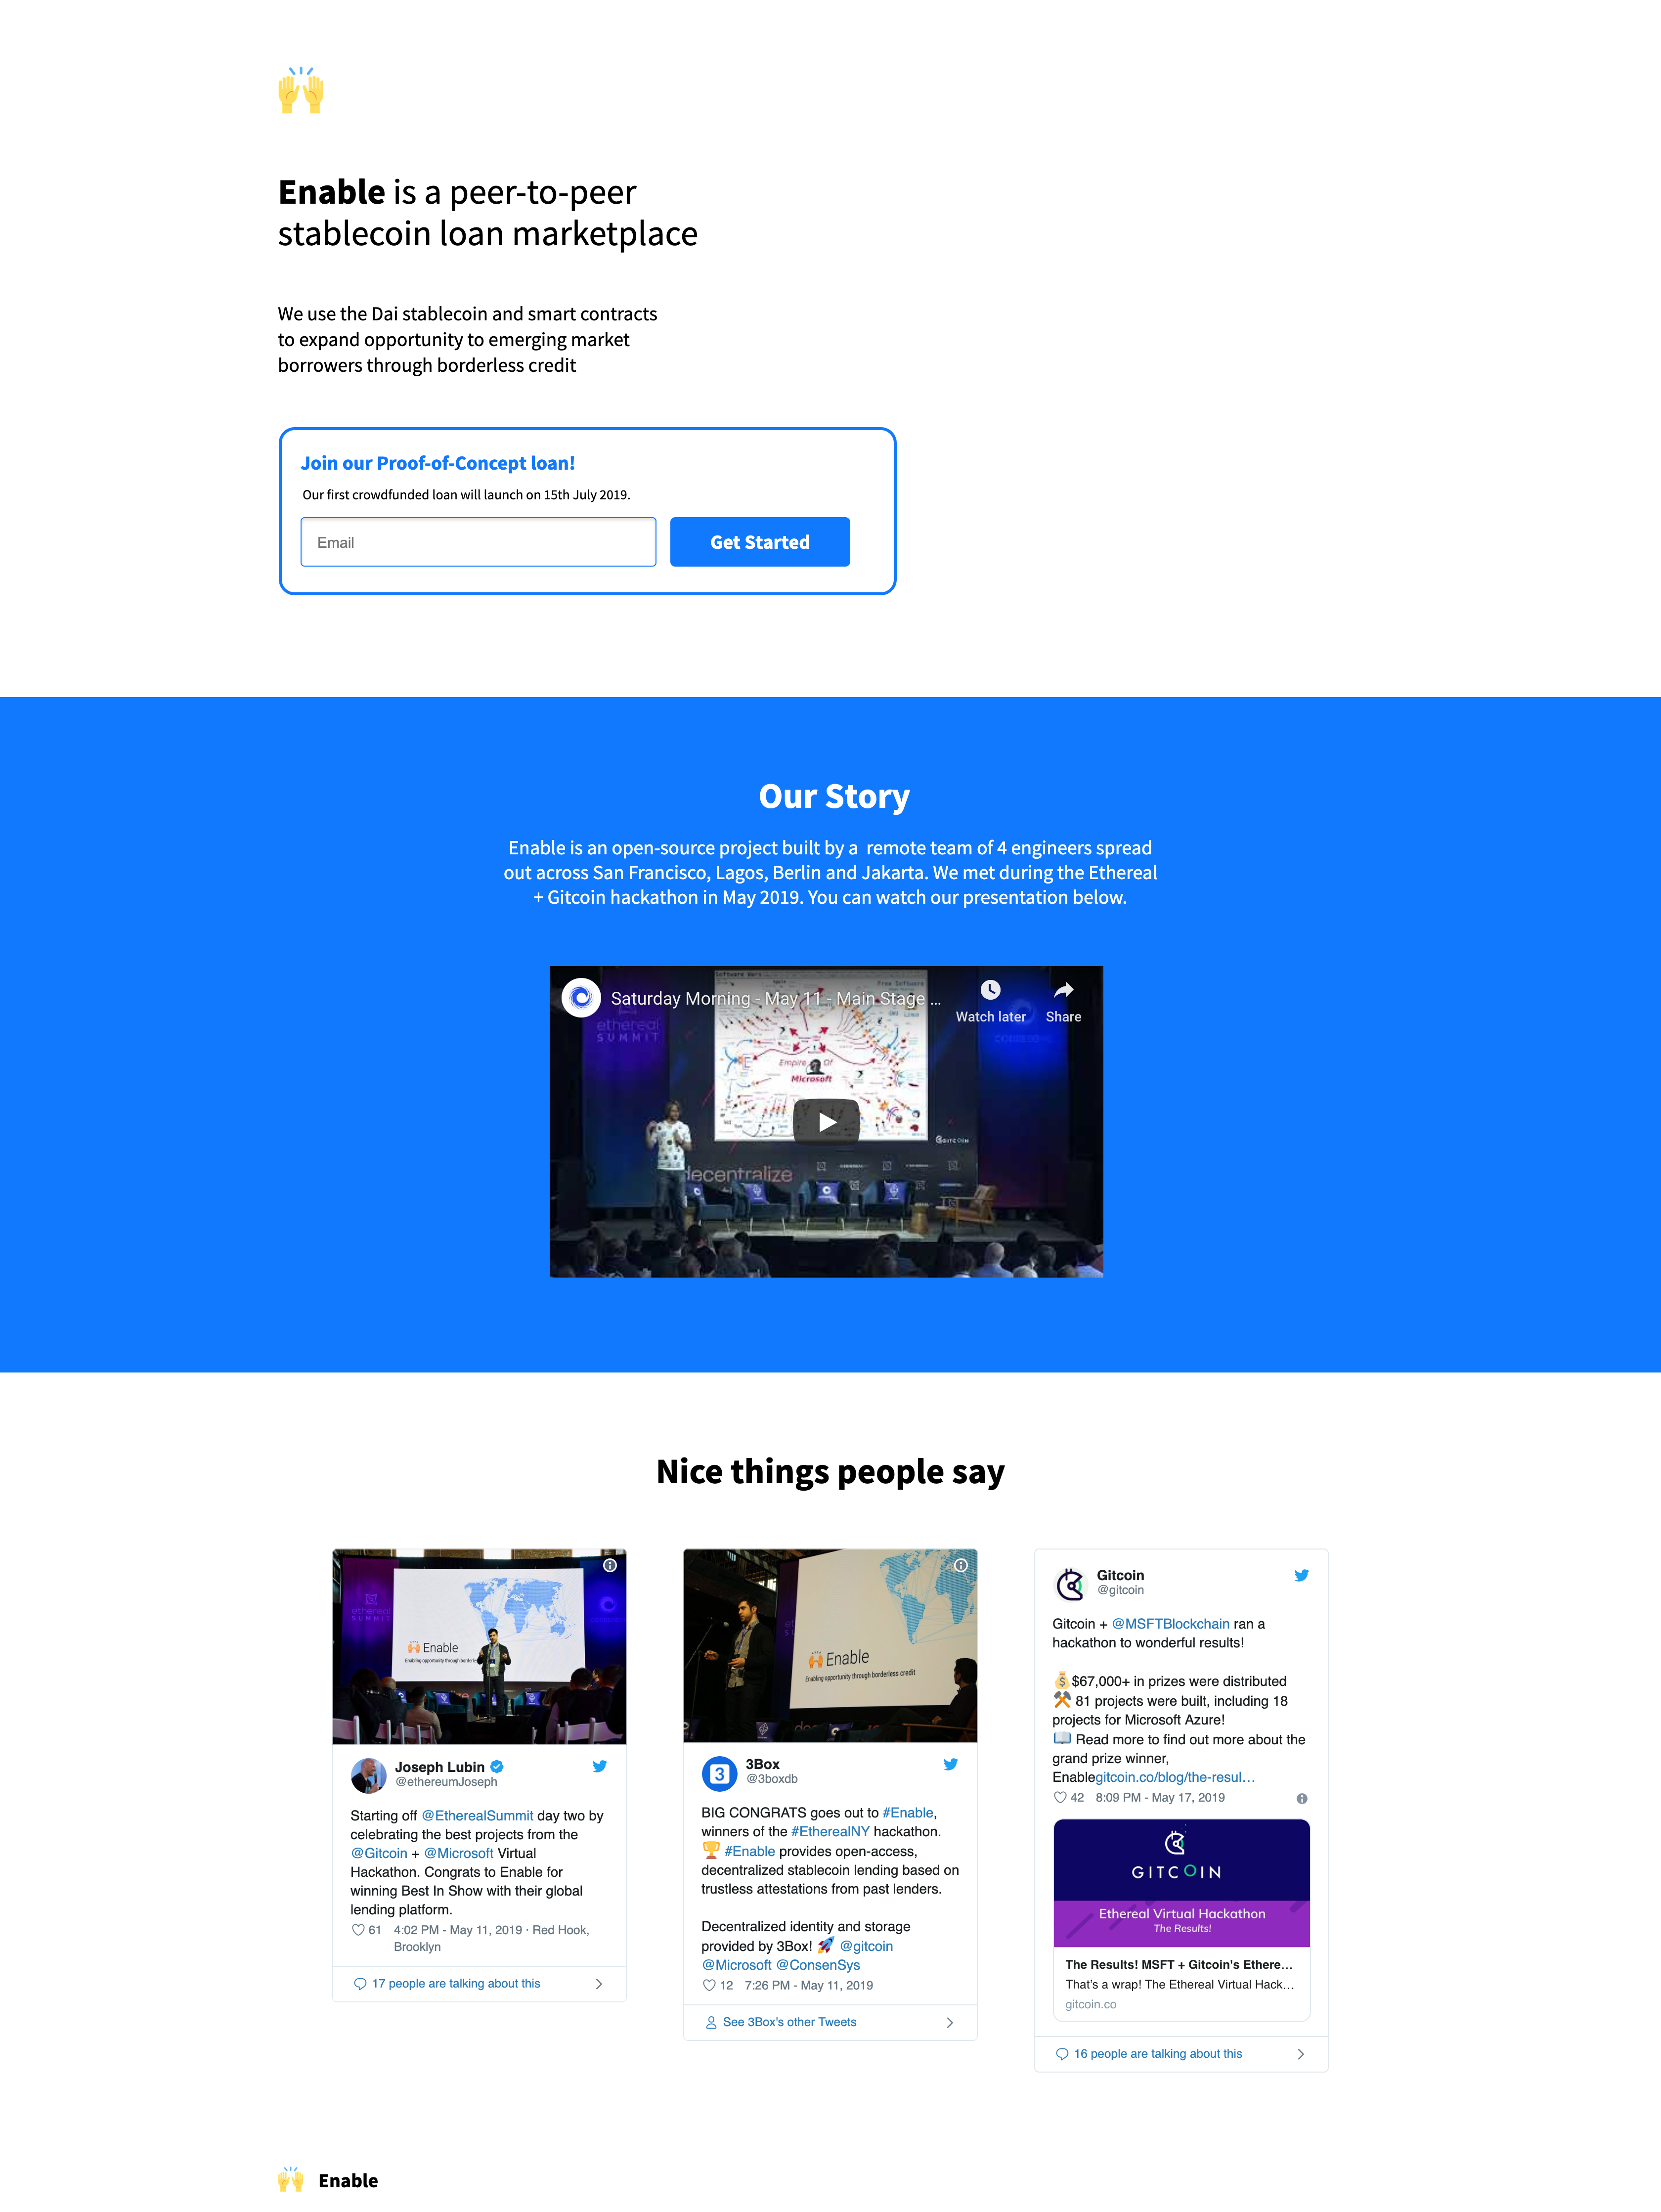 Enable is a peer-to-peer
stablecoin loan marketplace
We use the Dai stablecoin and smart contracts
to expand opportunity to emerging market
borrowers through borderless credit
Join our Proof-of-Concept loan!
Our first crowdfunded loan will launch on 15th July 2019.
Email
Get Started
Our Story
Enable is an open-source project built by a remote team of 4 engineers spread
out across San Francisco, Lagos, Berlin and Jakarta. We met during the Ethereal
+ Gitcoin hackathon in May 2019. You can watch our presentation below.
Saturday Morning - May 11 - Main Stage ...
Watch later
Share
Software Wars
Free Software
ethereal
SUMMIT
Empire Of
Microsoft
GITCOIN
decentralize
Nice things people say
ethereal
SUMMIT
Enable
Enabling opportunity through
Joseph Lubin
@ethereumJoseph
Starting off @EtherealSummit day two by
celebrating the best projects from the
@Gitcoin + @Microsoft Virtual
Hackathon. Congrats to Enable for
winning Best In Show with their global
lending platform.
61 4:02 PM - May 11, 2019 · Red Hook,
Brooklyn
17 people are talking about this
Enable
Enabling opportunity through borderless credit
3
3Box
@3boxdb
BIG CONGRATS goes out to #Enable,
winners of the #EtherealNY hackathon.
🏆 #Enable provides open-access,
decentralized stablecoin lending based on
trustless attestations from past lenders.
Decentralized identity and storage
provided by 3Box! 🚀 @gitcoin
@Microsoft @ConsenSys
12 7:26 PM - May 11, 2019
See 3Box's other Tweets
Gitcoin
@gitcoin
Gitcoin + @MSFTBlockchain ran a
hackathon to wonderful results!
💰$67,000+ in prizes were distributed
⚒ 81 projects were built, including 18
projects for Microsoft Azure!
📖 Read more to find out more about the
grand prize winner,
Enablegitcoin.co/blog/the-resul…
42 8:09 PM - May 17, 2019
GITCOIN
Ethereal Virtual Hackathon
The Results!
The Results! MSFT + Gitcoin's Ethere...
That's a wrap! The Ethereal Virtual Hack...
gitcoin.co
16 people are talking about this
Enable